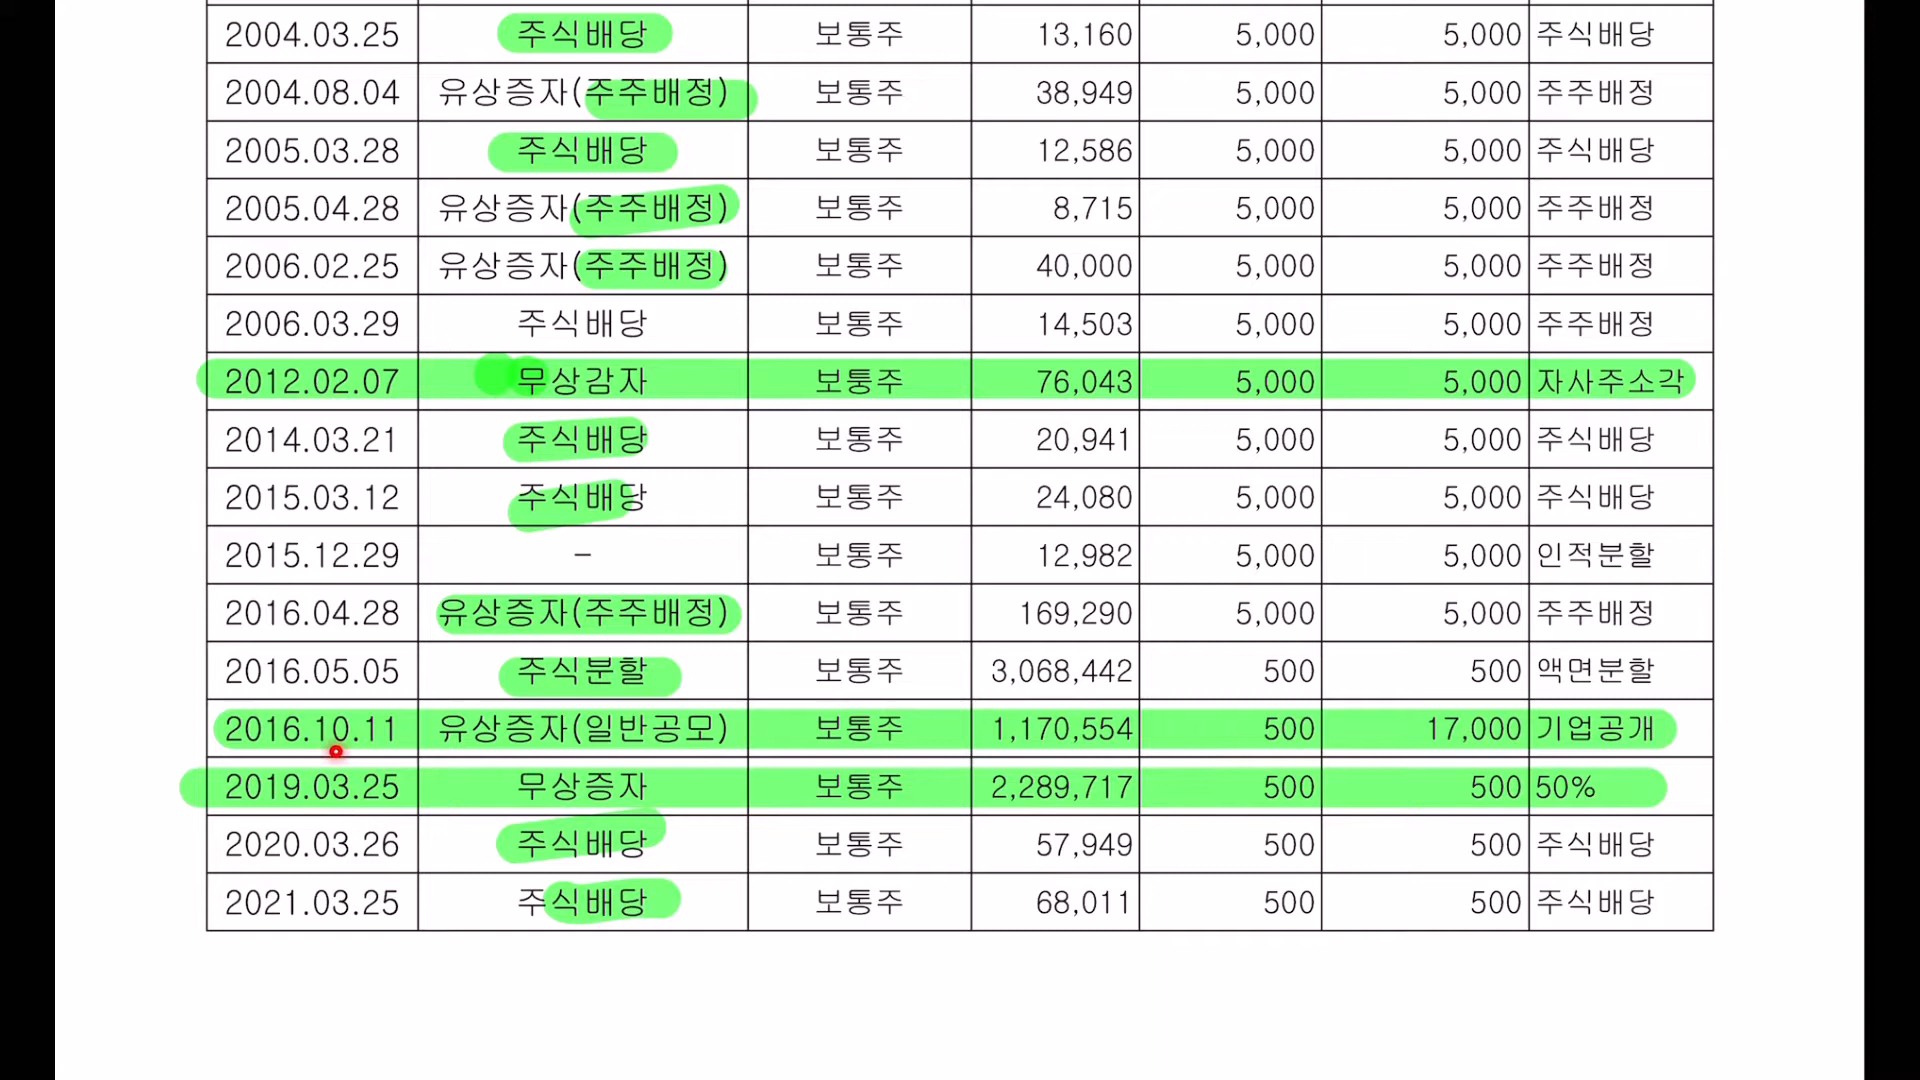 2004.03.25 주식배당 보통주 13,160 5,000 5,000 주식배당
2004.08.04 유상증자(주주배정) 보통주 38,949 5,000 5,000 주주배정
2005.03.28 주식배당 보통주 12,586 5,000 5,000 주식배당
2005.04.28 유상증자(주주배정) 보통주 8,715 5,000 5,000 주주배정
2006.02.25 유상증자(주주배정) 보통주 40,000 5,000 5,000 주주배정
2006.03.29 주식배당 보통주 14,503 5,000 5,000 주주배정
2012.02.07 무상감자 보통주 76,043 5,000 5,000 자사주소각
2014.03.21 주식배당 보통주 20,941 5,000 5,000 주식배당
2015.03.12 주식배당 보통주 24,080 5,000 5,000 주식배당
2015.12.29 – 보통주 12,982 5,000 5,000 인적분할
2016.04.28 유상증자(주주배정) 보통주 169,290 5,000 5,000 주주배정
2016.05.05 주식분할 보통주 3,068,442 500 500 액면분할
2016.10.11 유상증자(일반공모) 보통주 1,170,554 500 17,000 기업공개
2019.03.25 무상증자 보통주 2,289,717 500 500 50%
2020.03.26 주식배당 보통주 57,949 500 500 주식배당
2021.03.25 주식배당 보통주 68,011 500 500 주식배당